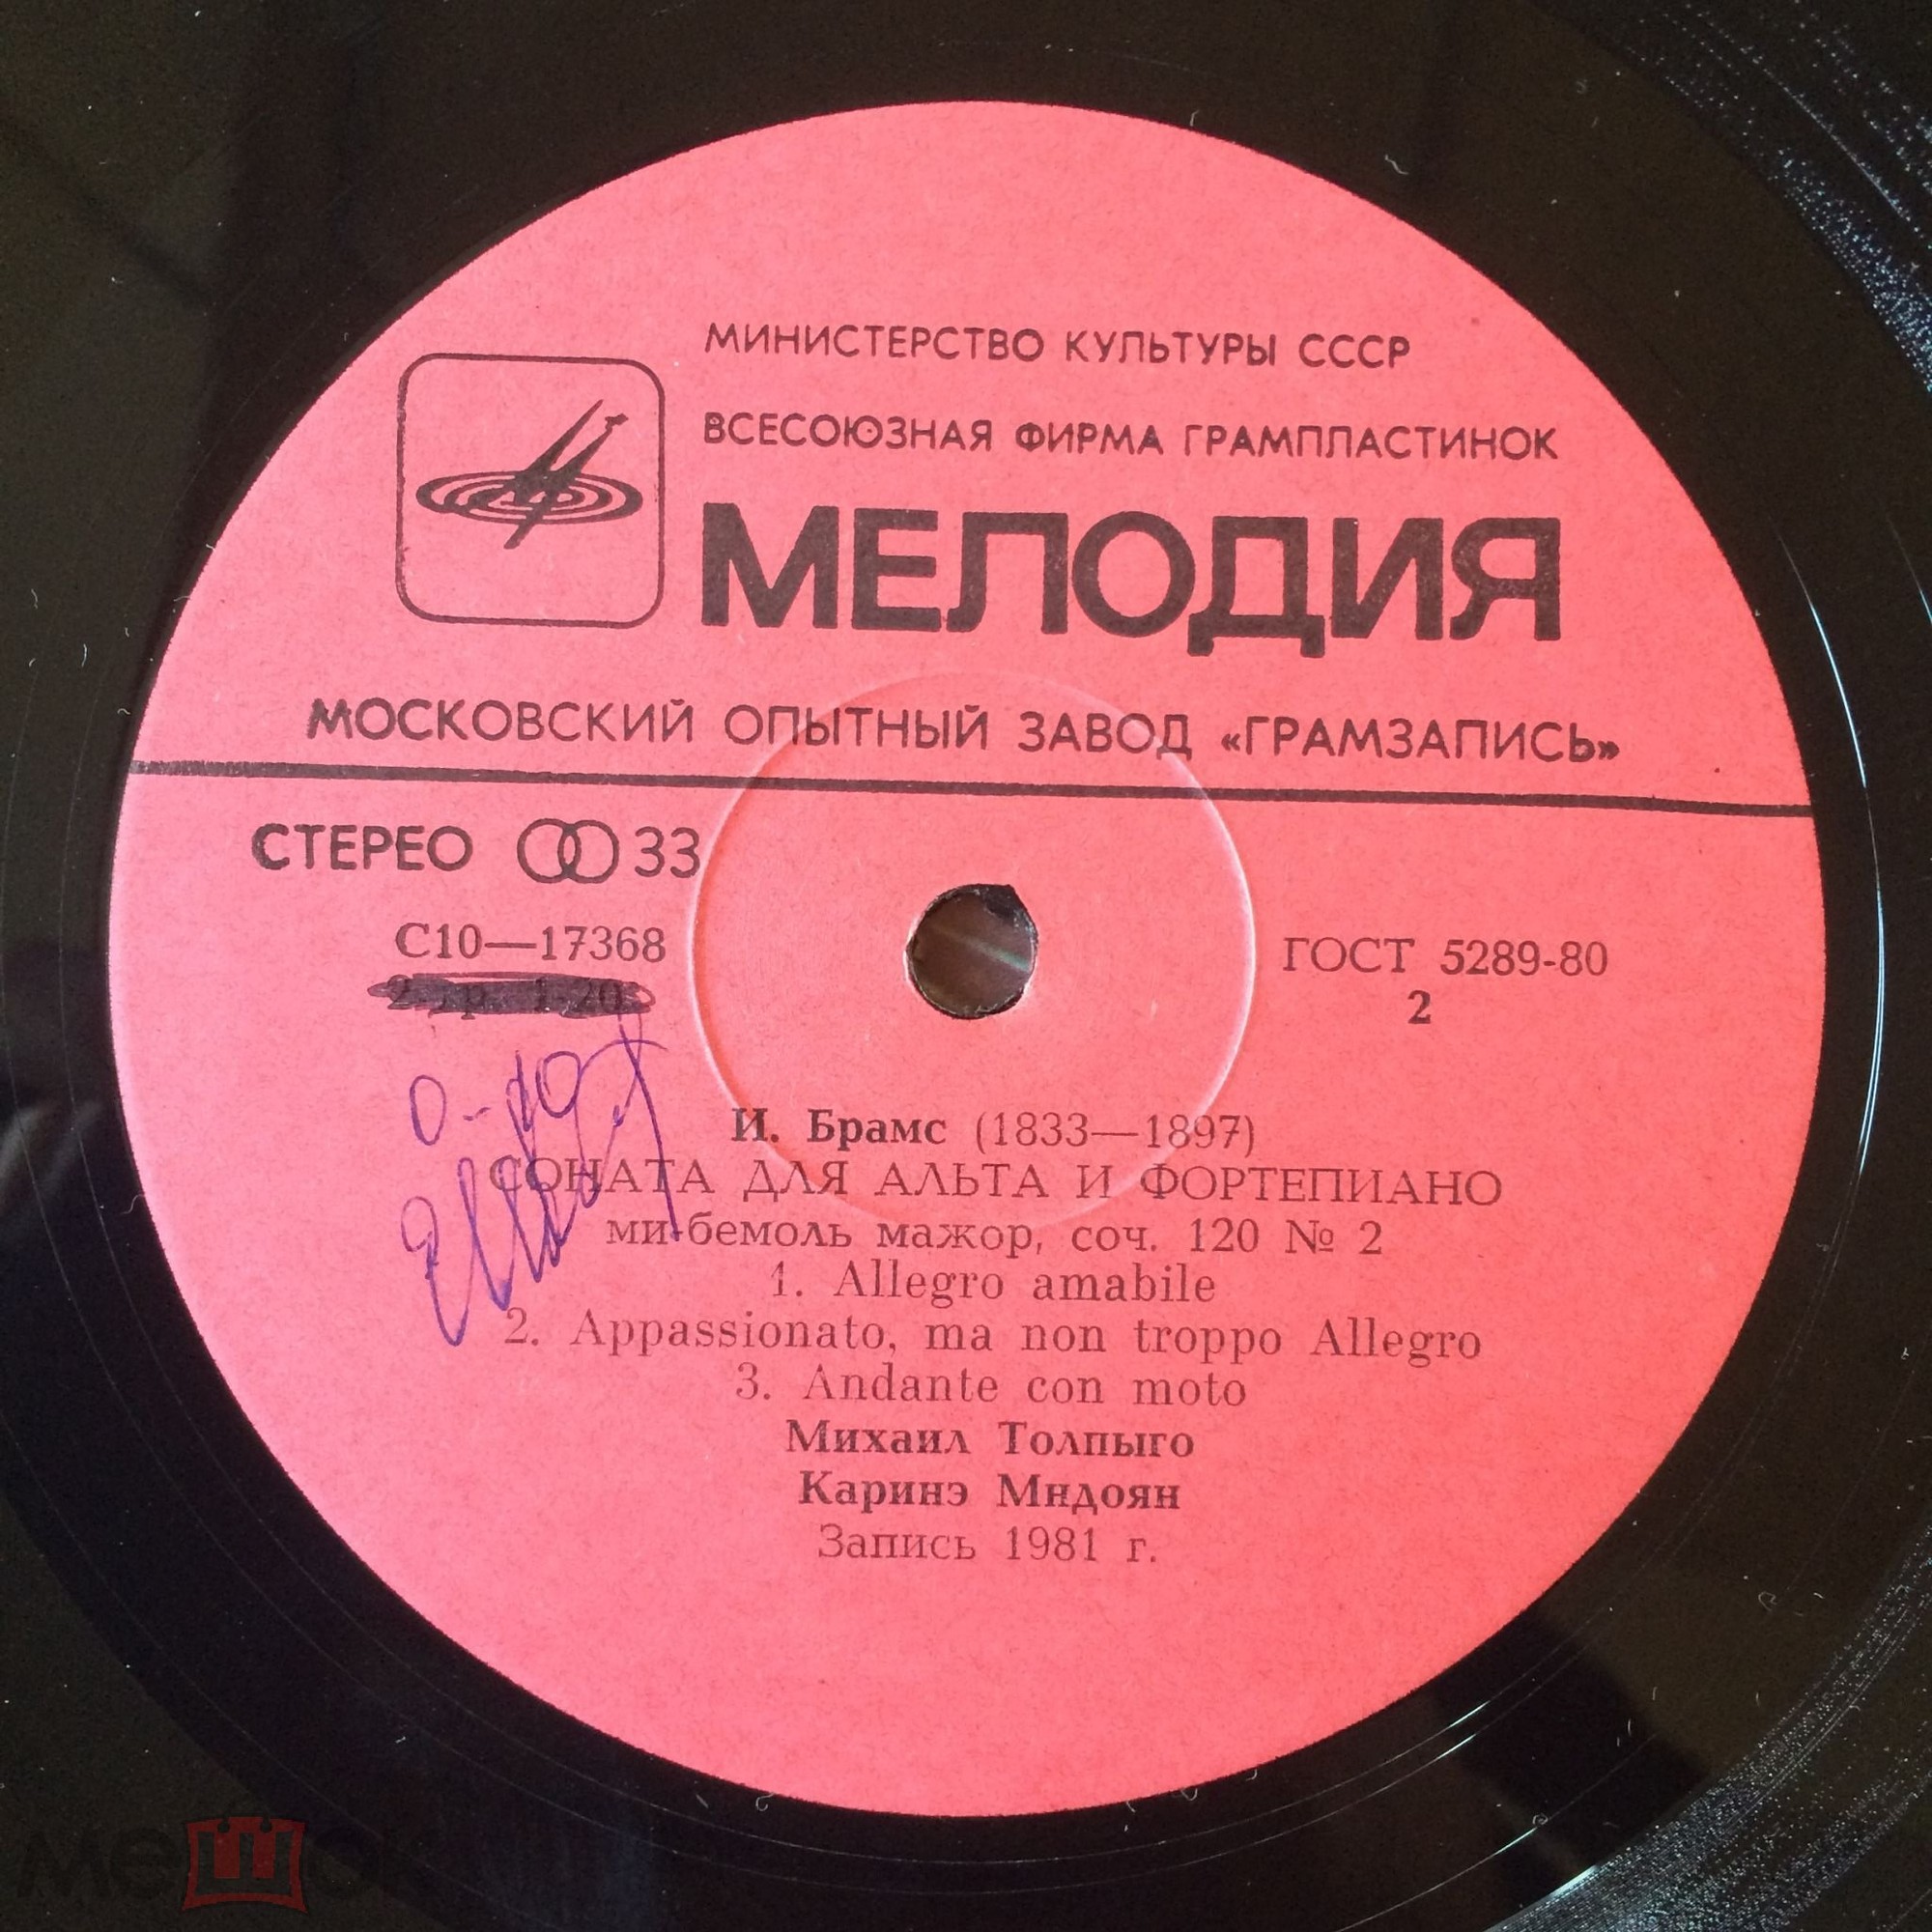 МИНИСТЕРСТВО КУЛЬТУРЫ СССР
ВСЕСОЮЗНАЯ ФИРМА ГРАМПЛАСТИНОК
МЕЛОДИЯ
МОСКОВСКИЙ ОПЫТНЫЙ ЗАВОД «ГРАМЗАПИСЬ»
СТЕРЕО 33
С10—17368
ГОСТ 5289-80
2
И. Брамс (1833—1897)
СОНАТА ДЛЯ АЛЬТА И ФОРТЕПИАНО
ми-бемоль мажор, соч. 120 № 2
1. Allegro amabile
2. Appassionato, ma non troppo Allegro
3. Andante con moto
Михаил Толпыго
Каринэ Мндоян
Запись 1981 г.
мешок